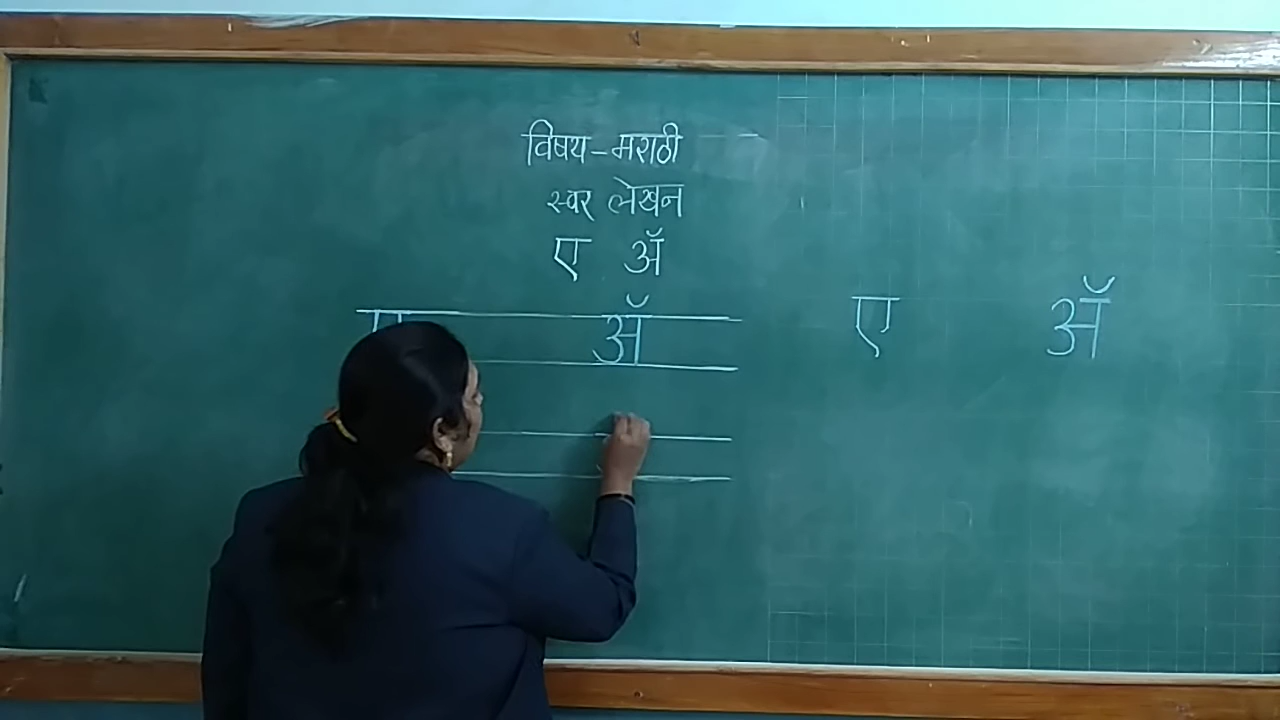 विषय – मराठी
स्वर लेखन
ए ॲ
ए ॲ ए ॲ